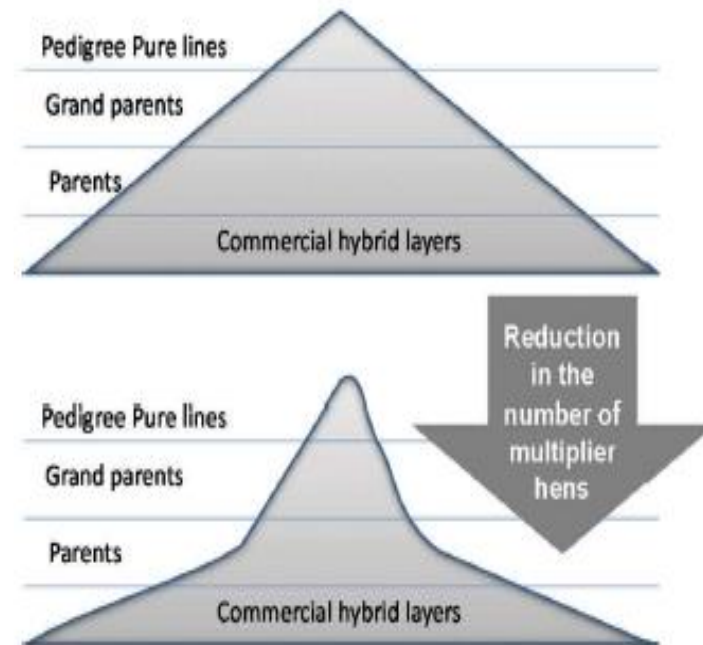 Pedigree Pure lines
Grand parents
Parents
Commercial hybrid layers
Reduction
in the
number of
multiplier
hens
Pedigree Pure lines
Grand parents
Parents
Commercial hybrid layers